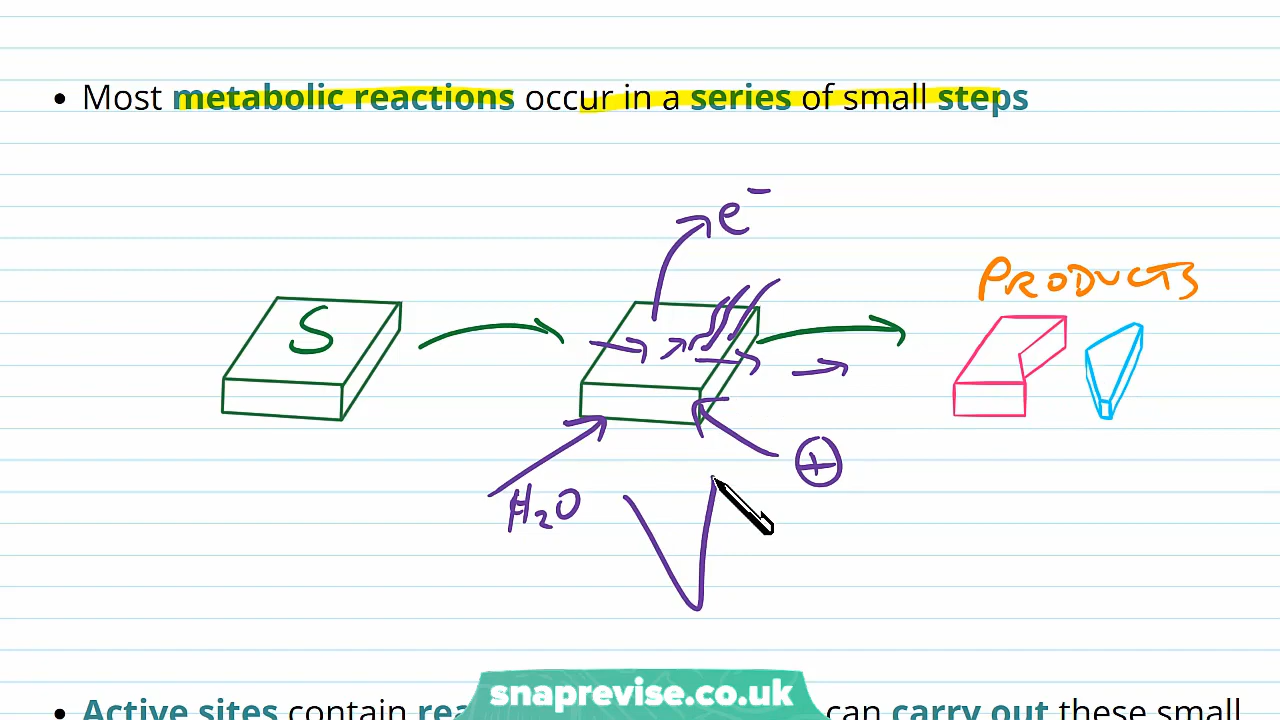 • Most metabolic reactions occur in a series of small steps
e⁻
PRODUCTS
S
+
H₂O
snaprevise.co.uk
• Active sites contain can carry out these small